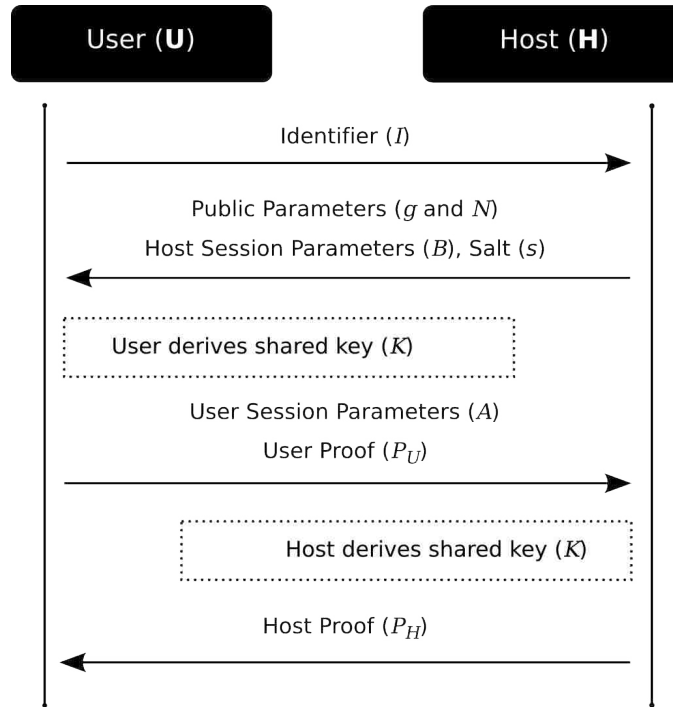 User (U)
Host (H)
Identifier (I)
Public Parameters (g and N)
Host Session Parameters (B), Salt (s)
User derives shared key (K)
User Session Parameters (A)
User Proof (P_U)
Host derives shared key (K)
Host Proof (P_H)